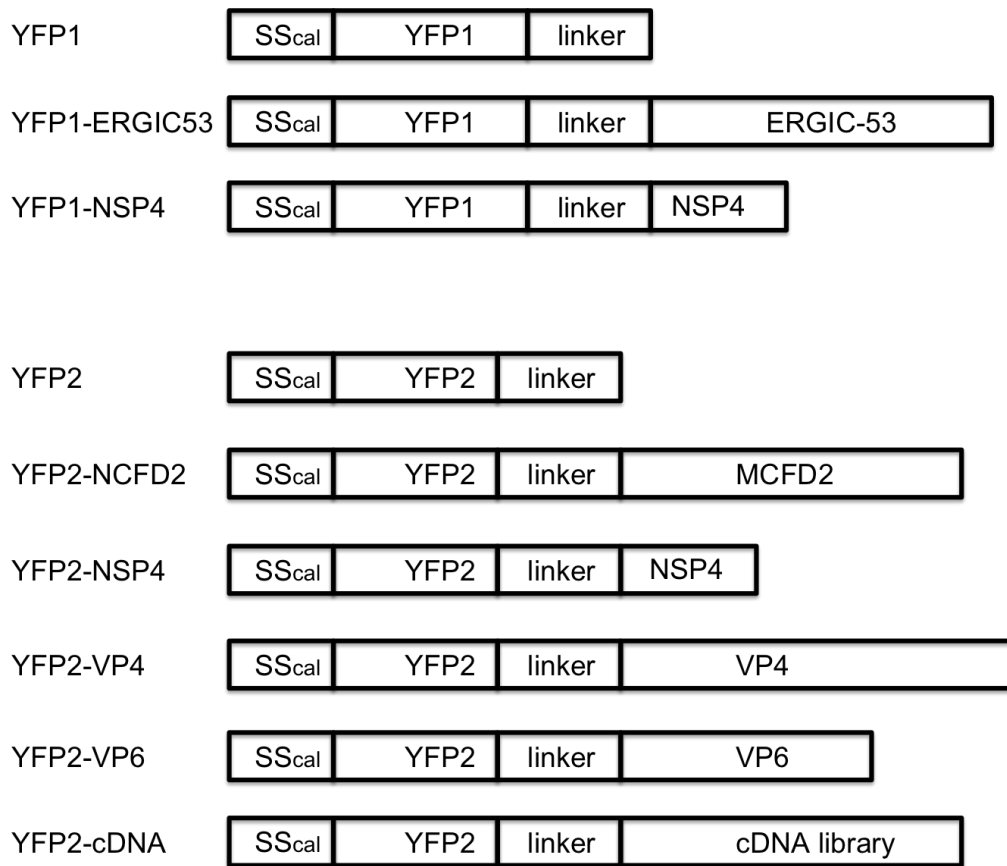 YFP1 SScal YFP1 linker
YFP1-ERGIC53 SScal YFP1 linker ERGIC-53
YFP1-NSP4 SScal YFP1 linker NSP4
YFP2 SScal YFP2 linker
YFP2-NCFD2 SScal YFP2 linker MCFD2
YFP2-NSP4 SScal YFP2 linker NSP4
YFP2-VP4 SScal YFP2 linker VP4
YFP2-VP6 SScal YFP2 linker VP6
YFP2-cDNA SScal YFP2 linker cDNA library